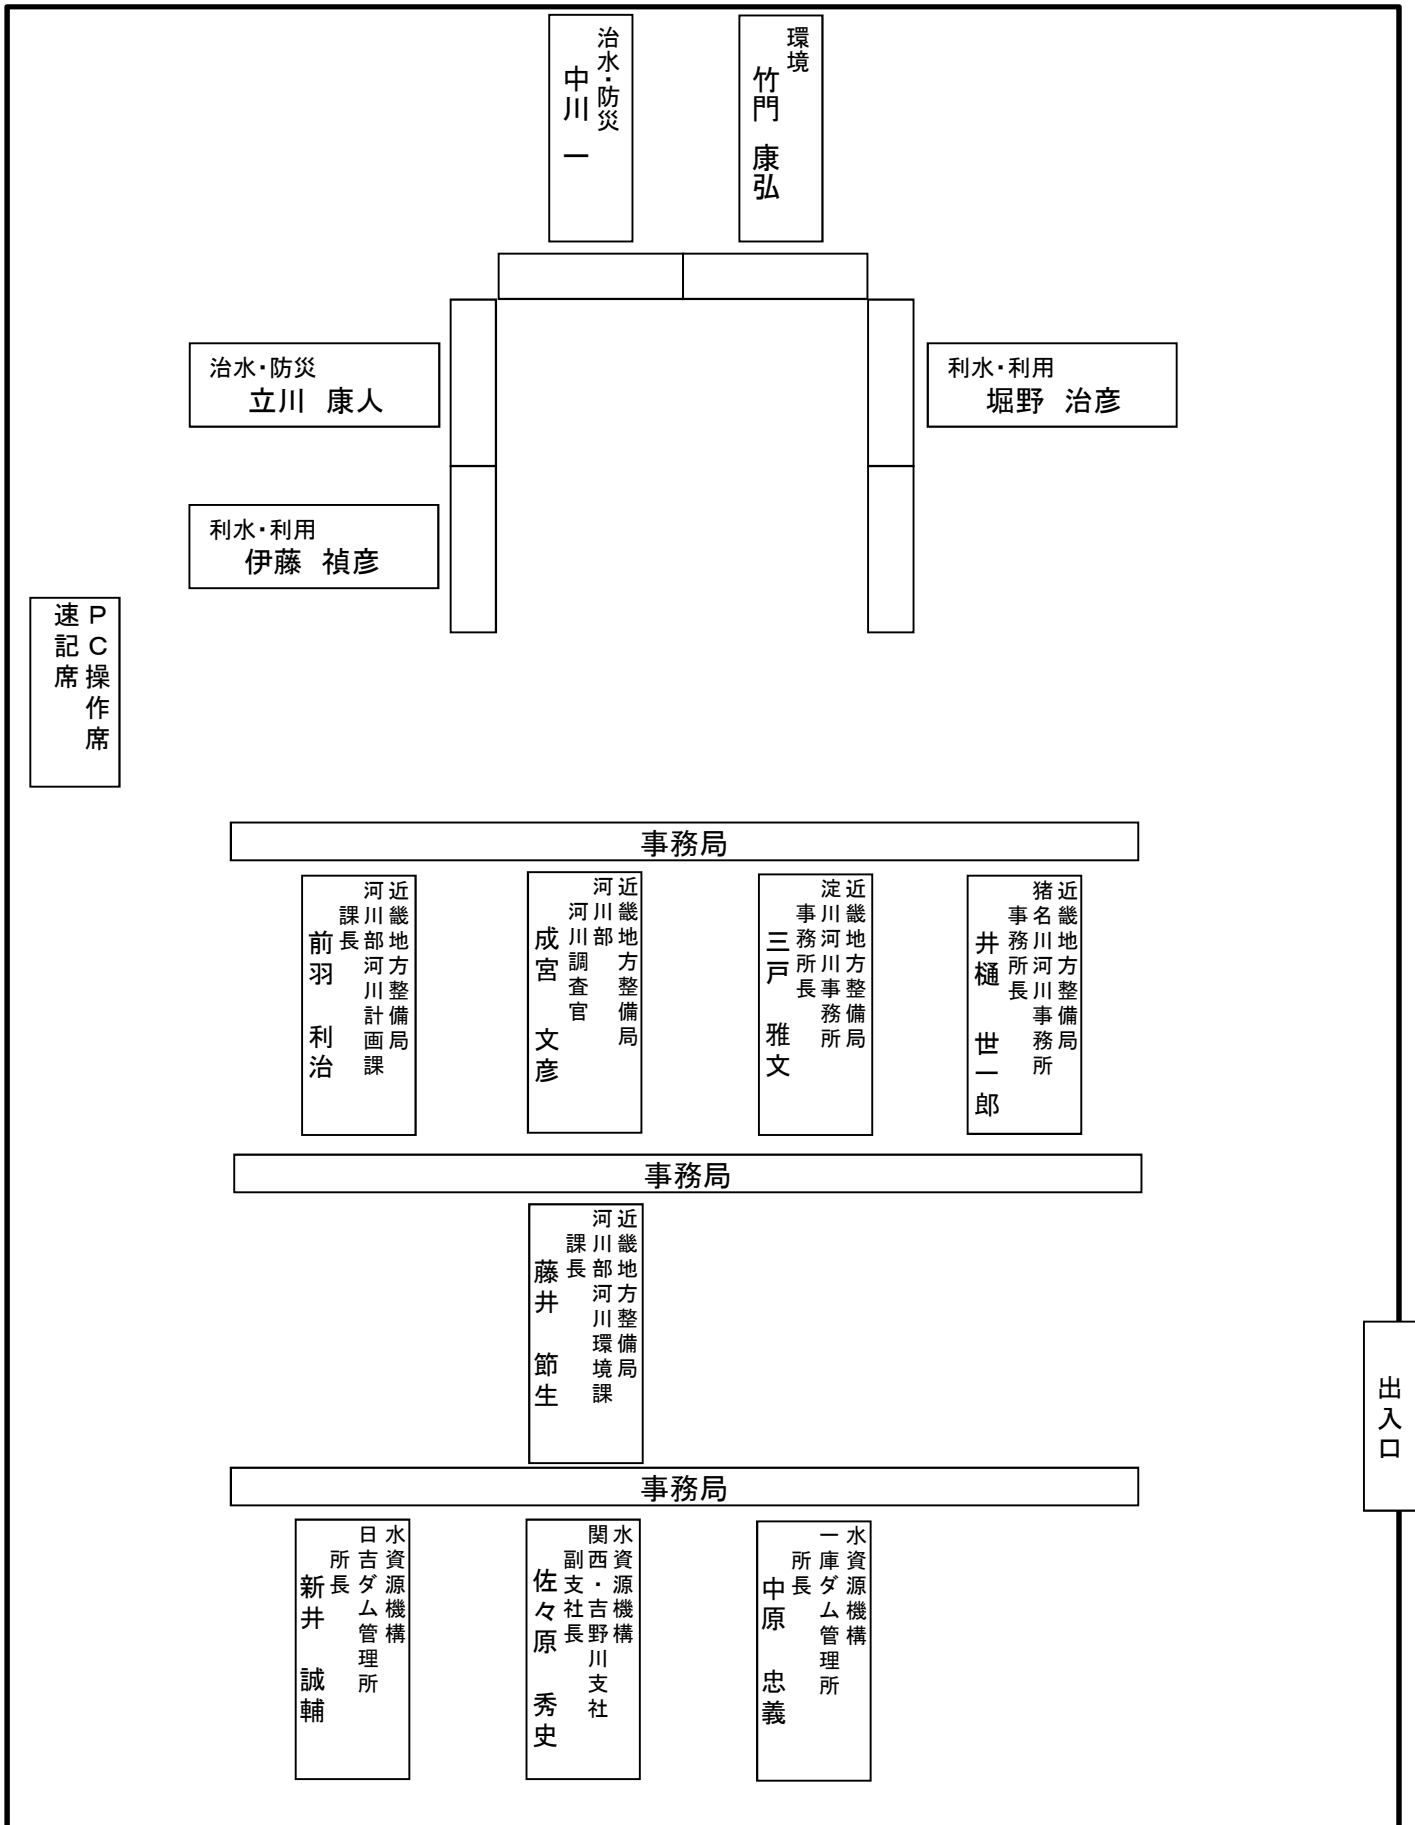 治水・防災
中川 一
環境
竹門 康弘
治水・防災
立川 康人
利水・利用
堀野 治彦
利水・利用
伊藤 禎彦
PC操作席
速記席
事務局
近畿地方整備局
河川部河川計画課
課長
前羽 利治
近畿地方整備局
河川部
河川調査官
成宮 文彦
近畿地方整備局
淀川河川事務所
事務所長
三戸 雅文
近畿地方整備局
猪名川河川事務所
事務所長
井樋 世一郎
事務局
近畿地方整備局
河川部河川環境課
課長
藤井 節生
出入口
事務局
水資源機構
日吉ダム管理所
所長
新井 誠輔
水資源機構
関西・吉野川支社
副支社長
佐々原 秀史
水資源機構
一庫ダム管理所
所長
中原 忠義